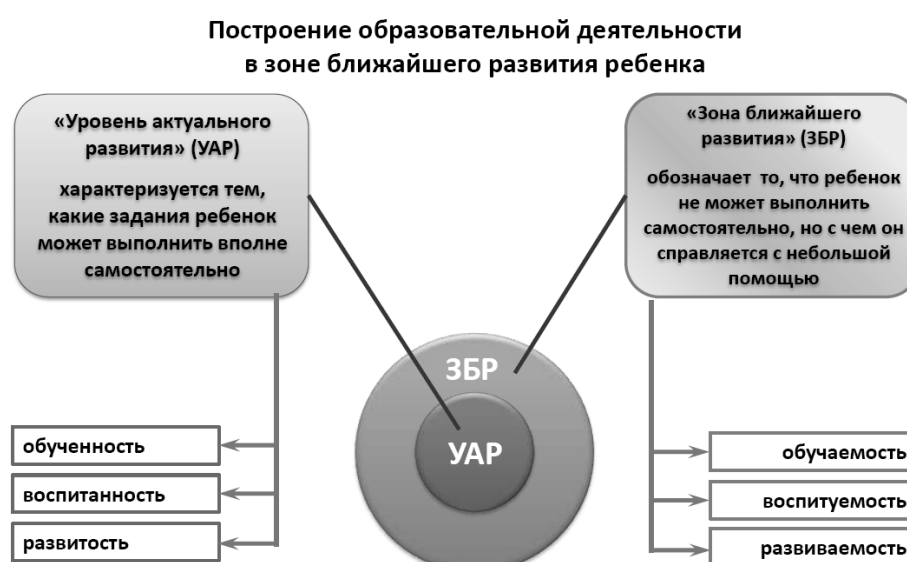 Построение образовательной деятельности
в зоне ближайшего развития ребенка
«Уровень актуального
развития» (УАР)
характеризуется тем,
какие задания ребенок
может выполнить вполне
самостоятельно
«Зона ближайшего
развития» (ЗБР)
обозначает то, что ребенок
не может выполнить
самостоятельно, но с чем он
справляется с небольшой
помощью
ЗБР
УАР
обученность
воспитанность
развитость
обучаемость
воспитуемость
развиваемость